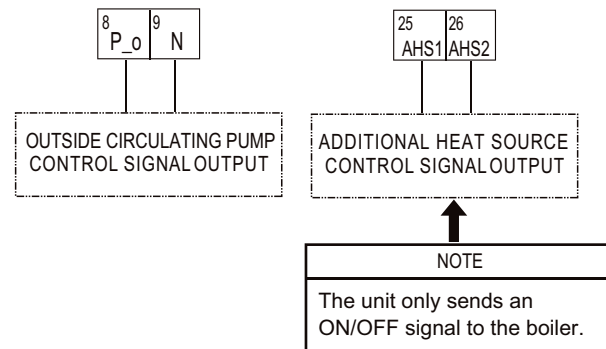 8 9
P_o N
25 26
AHS1 AHS2
OUTSIDE CIRCULATING PUMP
CONTROL SIGNAL OUTPUT
ADDITIONAL HEAT SOURCE
CONTROL SIGNAL OUTPUT
NOTE
The unit only sends an
ON/OFF signal to the boiler.